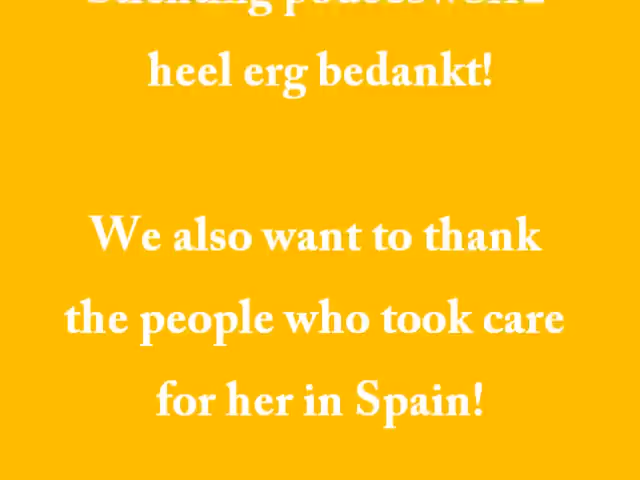 heel erg bedankt!
We also want to thank
the people who took care
for her in Spain!